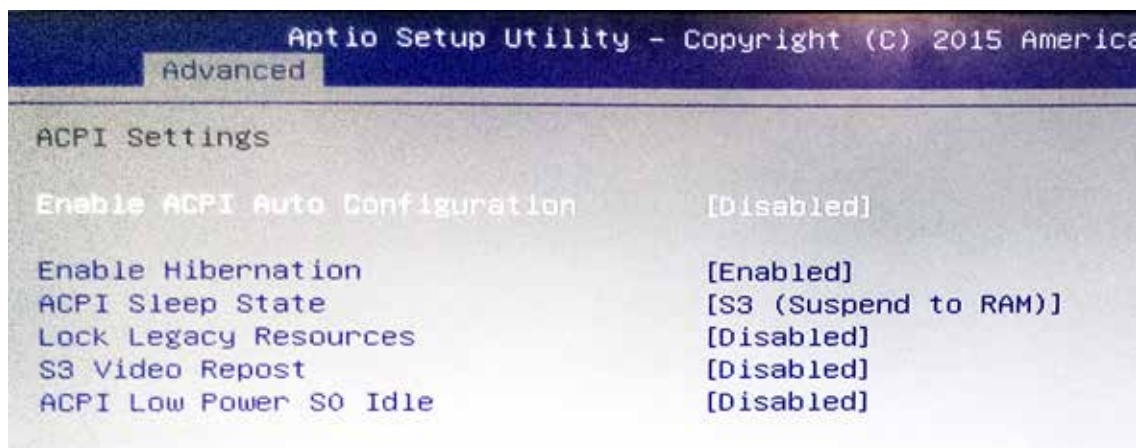 Aptio Setup Utility – Copyright (C) 2015 America
Advanced
ACPI Settings
Enable ACPI Auto Configuration [Disabled]
Enable Hibernation [Enabled]
ACPI Sleep State [S3 (Suspend to RAM)]
Lock Legacy Resources [Disabled]
S3 Video Repost [Disabled]
ACPI Low Power S0 Idle [Disabled]